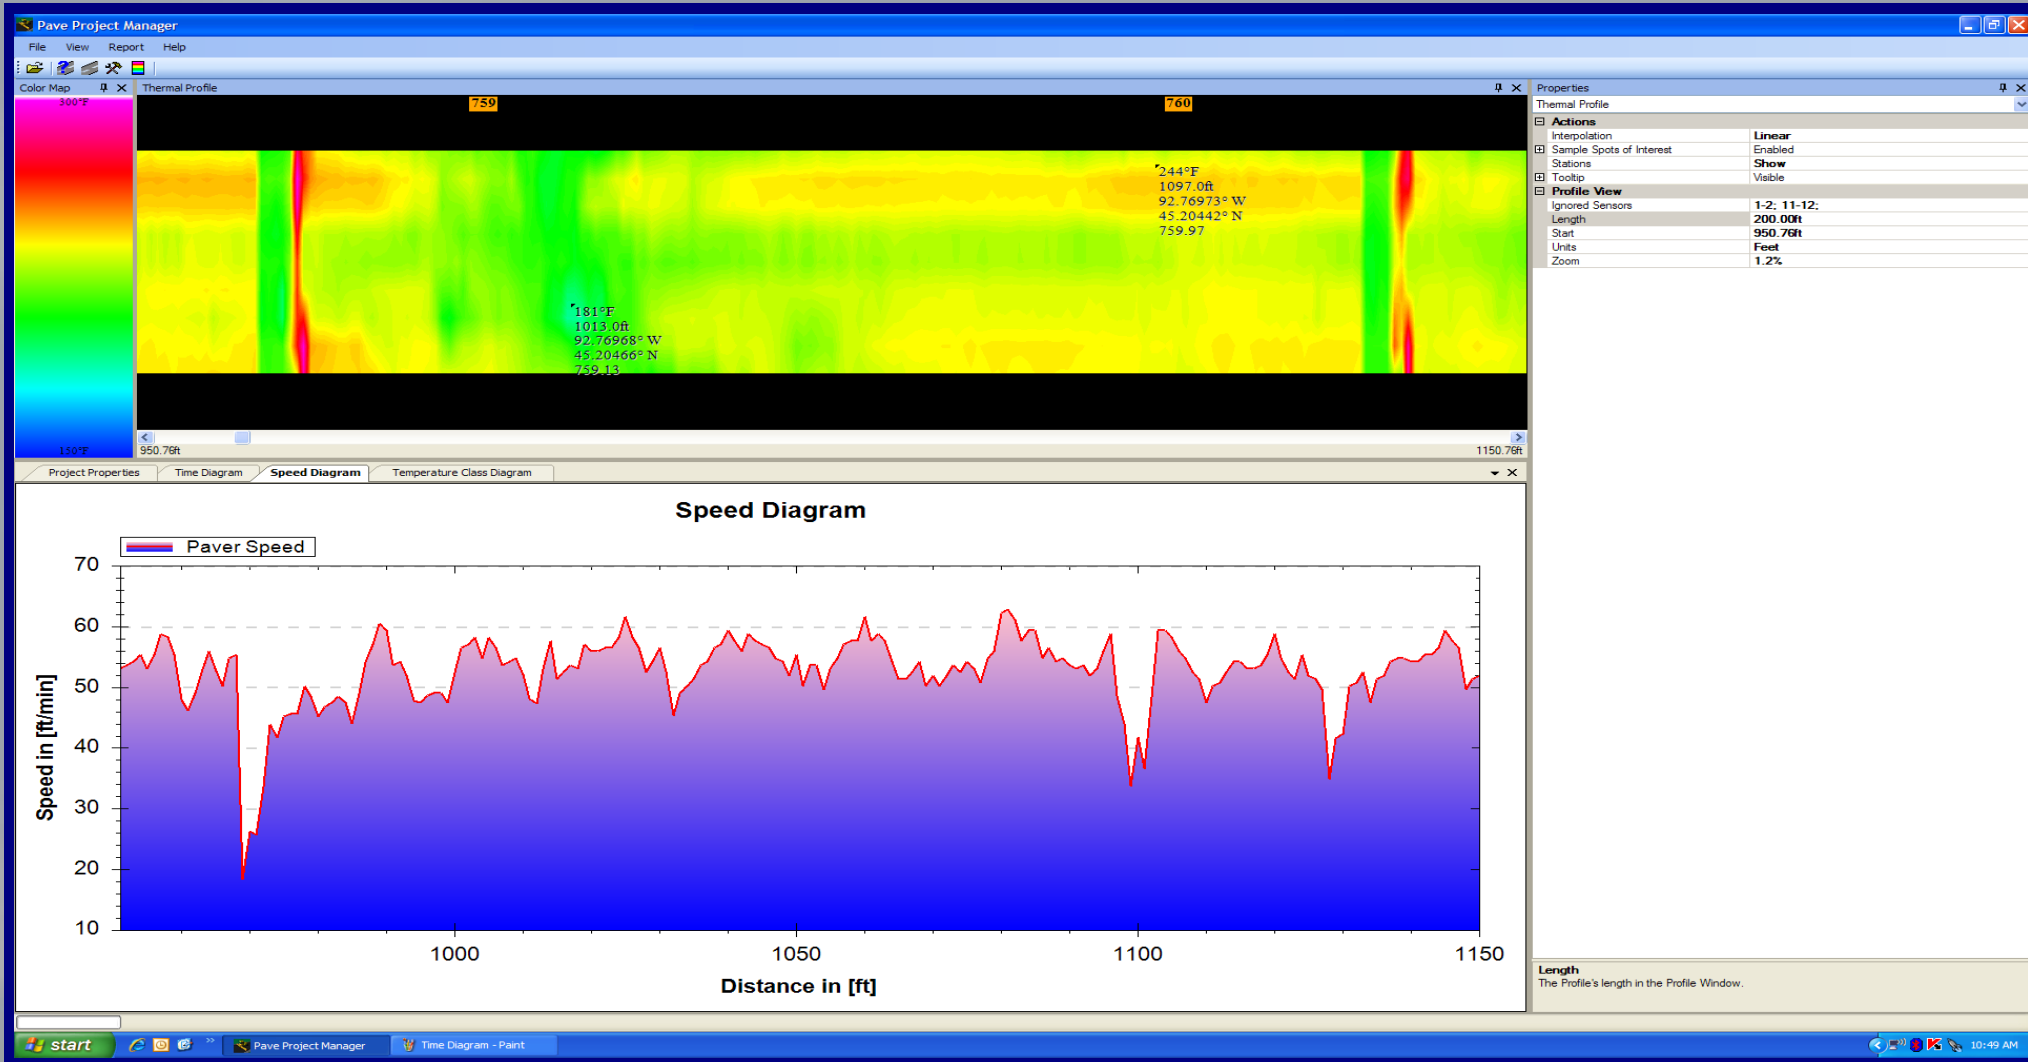 Pave Project Manager
File View Report Help
Color Map
300°F
150°F
Thermal Profile
759
760
244°F
1097.0ft
92.76973° W
45.20442° N
759.97
181°F
1013.0ft
92.76968° W
45.20466° N
759.13
950.76ft
1150.76ft
Properties
Thermal Profile
Actions
Interpolation Linear
Sample Spots of Interest Enabled
Stations Show
Tooltip Visible
Profile View
Ignored Sensors 1-2; 11-12;
Length 200.00ft
Start 950.76ft
Units Feet
Zoom 1.2%
Project Properties Time Diagram Speed Diagram Temperature Class Diagram
Speed Diagram
Paver Speed
70
60
50
40
30
20
10
Speed in [ft/min]
1000 1050 1100 1150
Distance in [ft]
Length
The Profile's length in the Profile Window.
start
Pave Project Manager
Time Diagram - Paint
10:49 AM